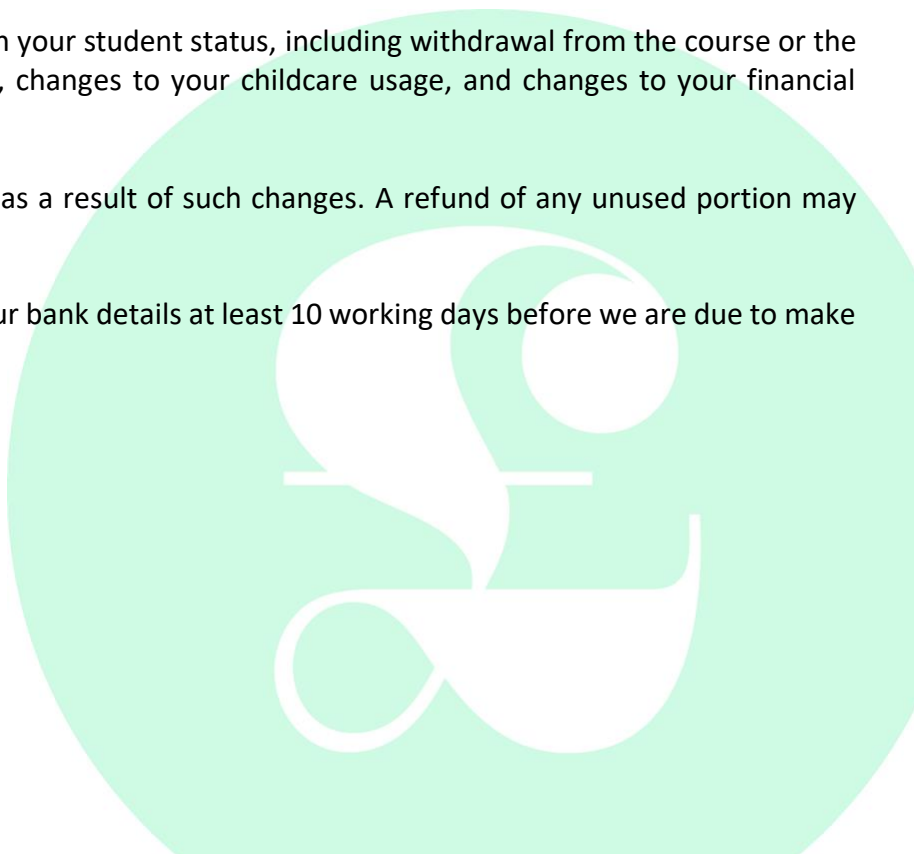 your student status, including withdrawal from the course or the
, changes to your childcare usage, and changes to your financial
as a result of such changes. A refund of any unused portion may
bank details at least 10 working days before we are due to make
£